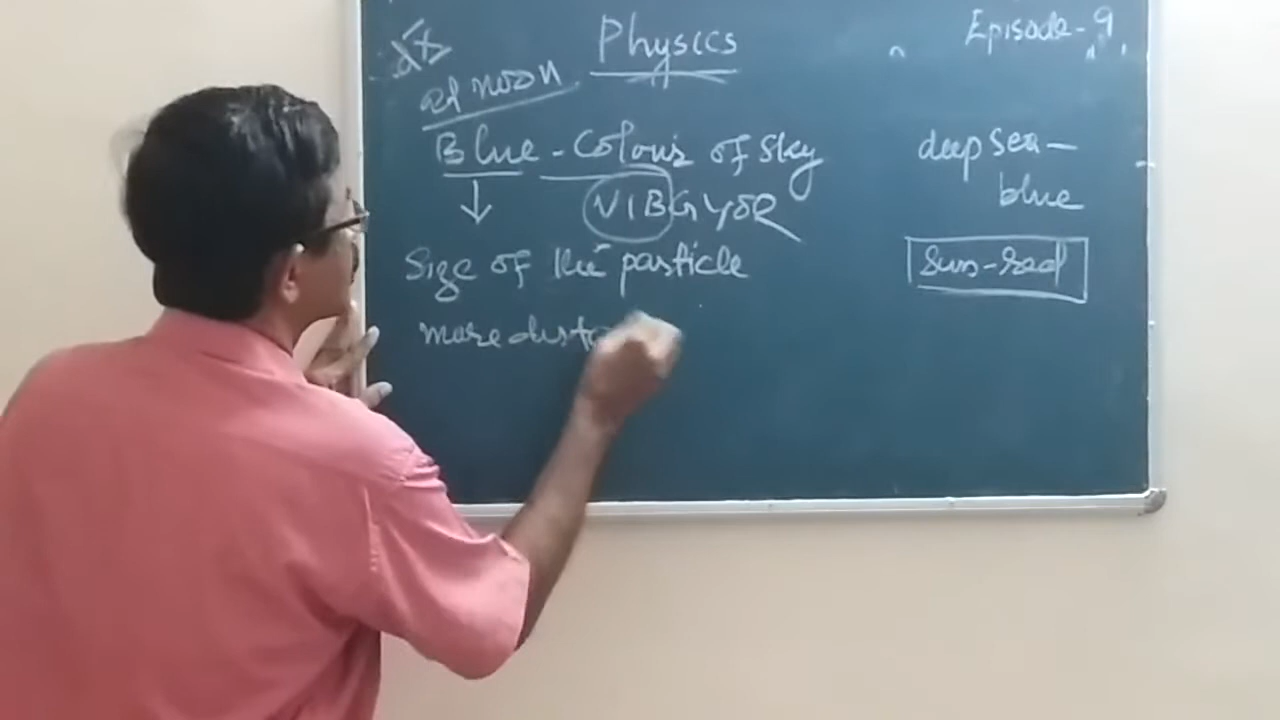 Physics
Episode-9
at noon
Blue-Colour of Sky
VIBGYOR
Size of the particle
more dista
deep sea-
blue
Sun-red